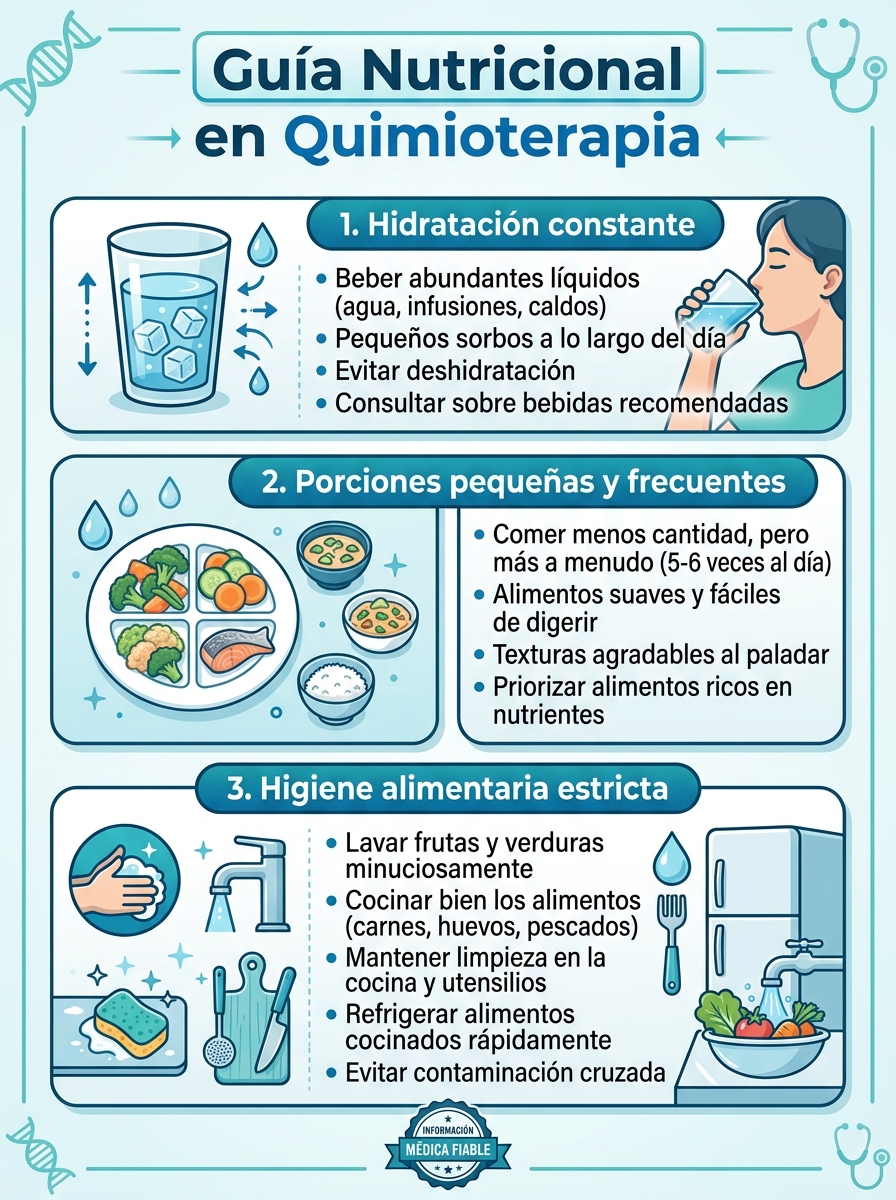 Guía Nutricional
en Quimioterapia
1. Hidratación constante
• Beber abundantes líquidos
(agua, infusiones, caldos)
• Pequeños sorbos a lo largo del día
• Evitar deshidratación
• Consultar sobre bebidas recomendadas
2. Porciones pequeñas y frecuentes
• Comer menos cantidad, pero
más a menudo (5-6 veces al día)
• Alimentos suaves y fáciles
de digerir
• Texturas agradables al paladar
• Priorizar alimentos ricos en
nutrientes
3. Higiene alimentaria estricta
• Lavar frutas y verduras
minuciosamente
• Cocinar bien los alimentos
(carnes, huevos, pescados)
• Mantener limpieza en la
cocina y utensilios
• Refrigerar alimentos
cocinados rápidamente
• Evitar contaminación cruzada
INFORMACIÓN
MÉDICA FIABLE